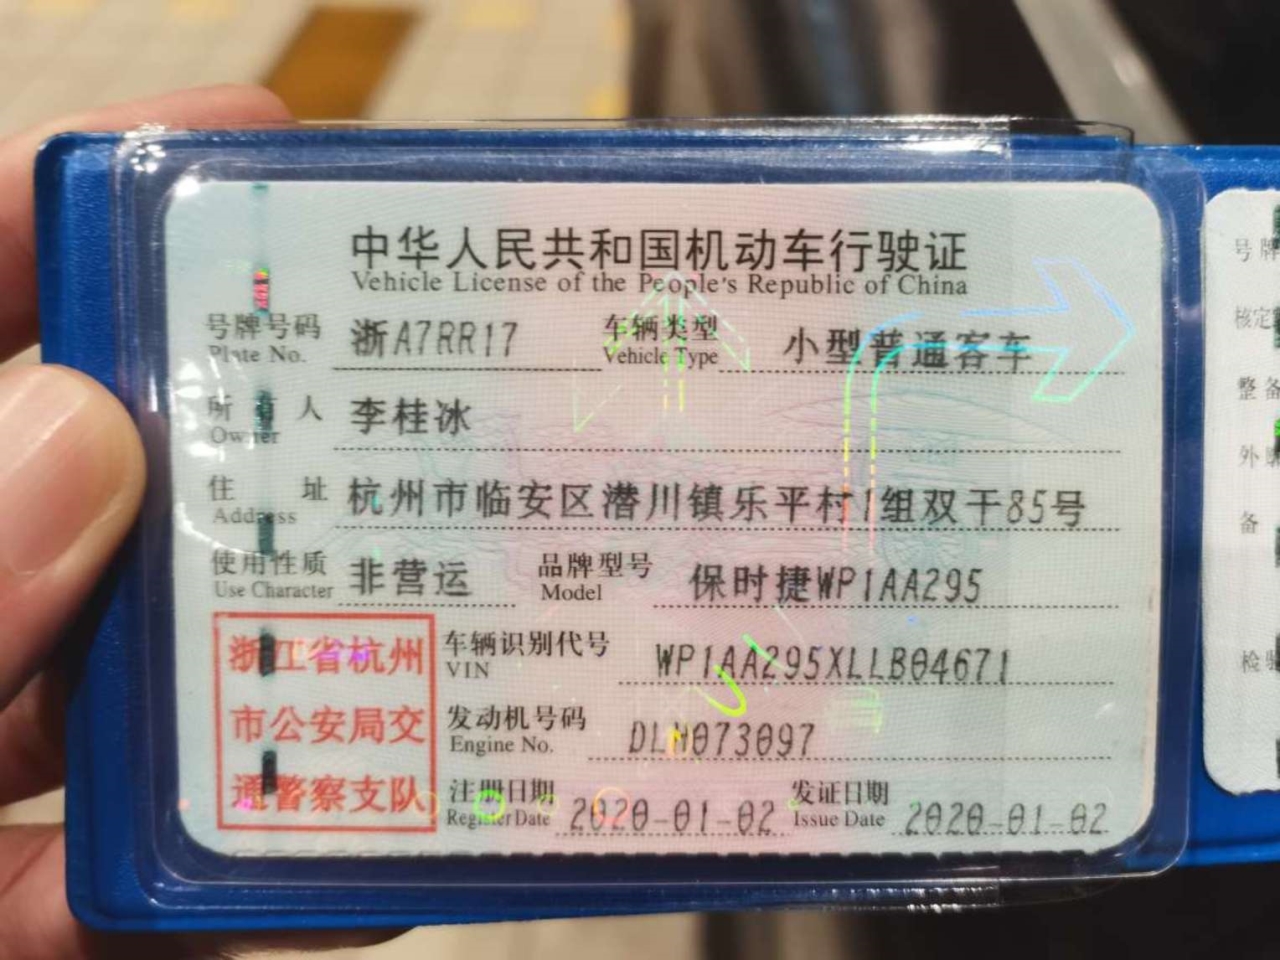 中华人民共和国机动车行驶证
Vehicle License of the People's Republic of China
号牌号码 浙A7RR17 车辆类型 小型普通客车
Plate No. Vehicle Type
所有人 李桂冰
Owner
住址 杭州市临安区潜川镇乐平村1组双干85号
Address
使用性质 非营运 品牌型号 保时捷WP1AA295
Use Character Model
浙江省杭州
市公安局交
通警察支队
车辆识别代号 WP1AA295XLLB04671
VIN
发动机号码 DLH073097
Engine No.
注册日期 2020-01-02 发证日期 2020-01-02
Register Date Issue Date
号牌
核定
整备
备
检验